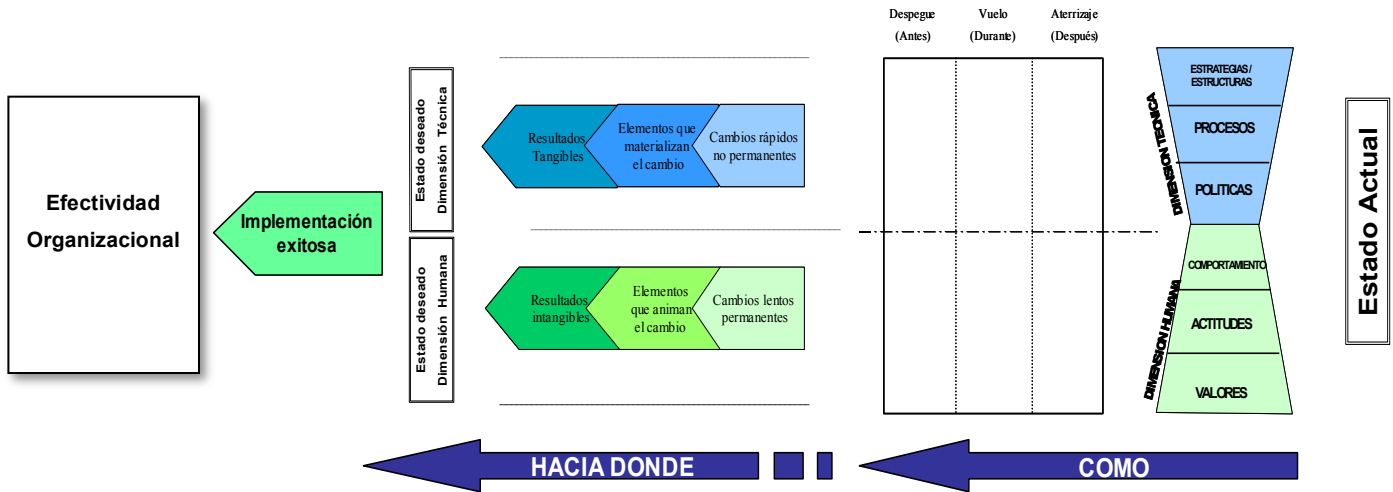 Despegue
(Antes)
Vuelo
(Durante)
Aterrizaje
(Después)
Efectividad
Organizacional
Implementación
exitosa
Estado deseado
Dimensión Técnica
Resultados
Tangibles
Elementos que
materializan
el cambio
Cambios rápidos
no permanentes
Estado deseado
Dimensión Humana
Resultados
intangibles
Elementos
que animan
el cambio
Cambios lentos
permanentes
DIMENSION TECNICA
ESTRATEGIAS /
ESTRUCTURAS
PROCESOS
POLITICAS
DIMENSION HUMANA
COMPORTAMIENTO
ACTITUDES
VALORES
Estado Actual
HACIA DONDE
COMO